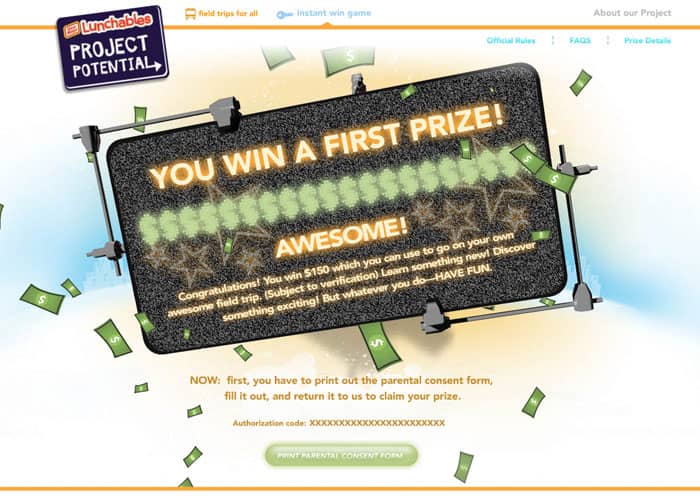 Lunchables
PROJECT
POTENTIAL
field trips for all
instant win game
About our Project
Official Rules
FAQS
Prize Details
YOU WIN A FIRST PRIZE!
AWESOME!
Congratulations! You win $150 which you can use to go on your own
awesome field trip. (Subject to verification) Learn something new! Discover
something exciting! But whatever you do—HAVE FUN.
NOW: first, you have to print out the parental consent form,
fill it out, and return it to us to claim your prize.
Authorization code: XXXXXXXXXXXXXXXXXXXXXXX
PRINT PARENTAL CONSENT FORM